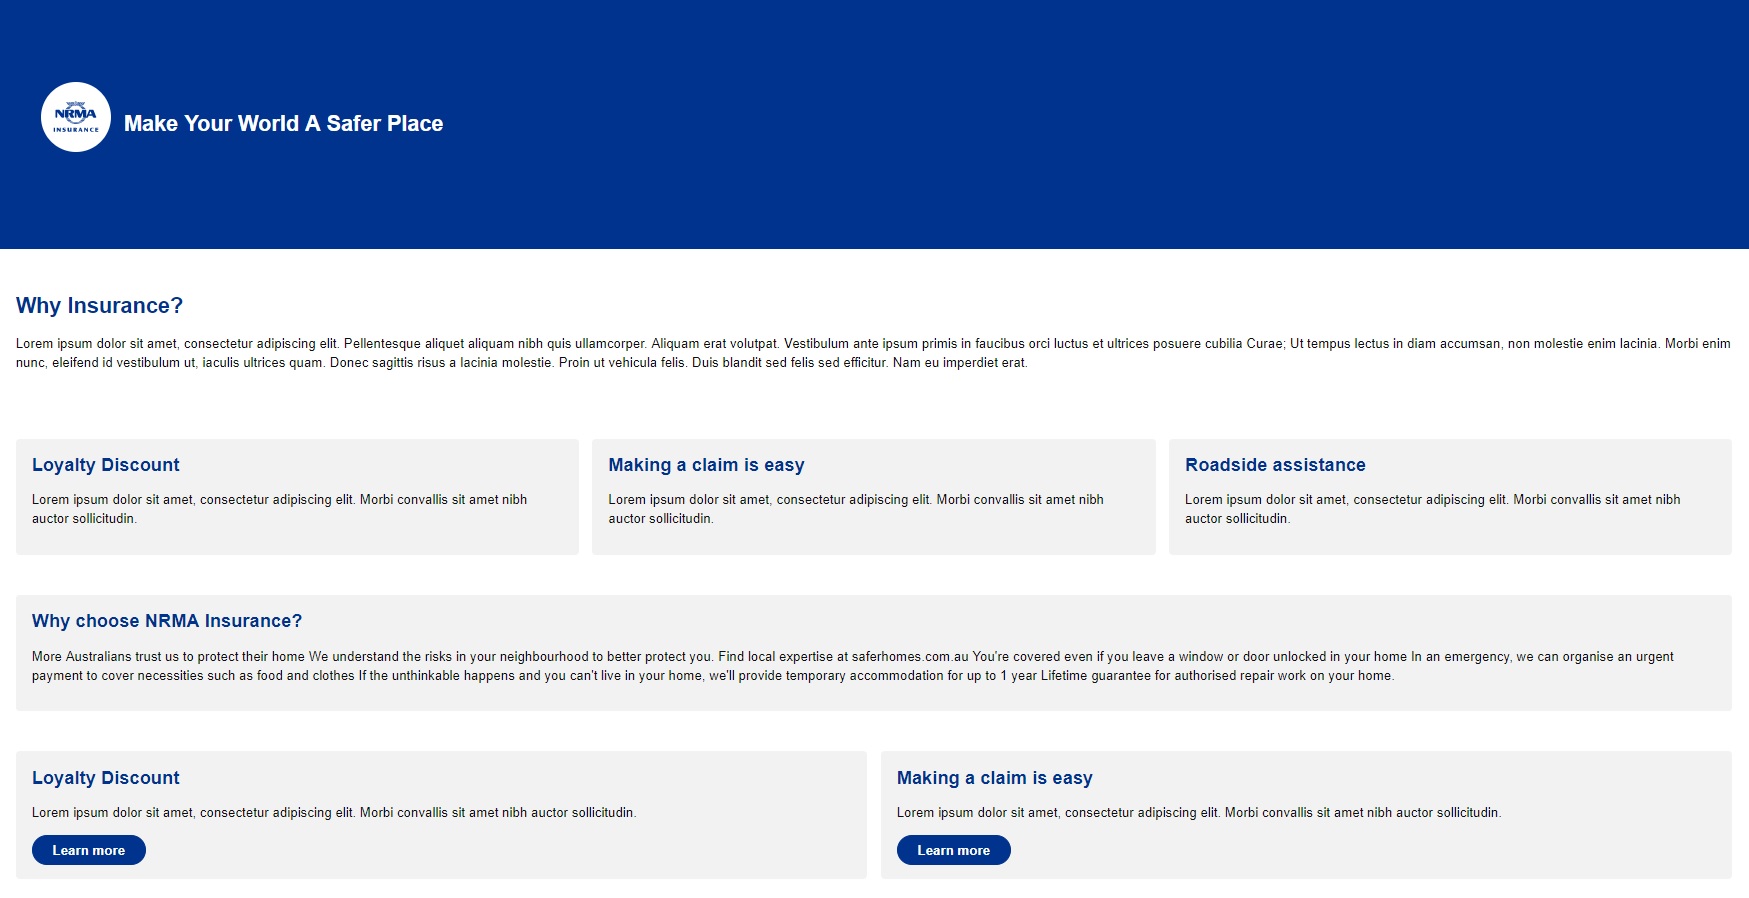 NRMA
INSURANCE
Make Your World A Safer Place
Why Insurance?
Lorem ipsum dolor sit amet, consectetur adipiscing elit. Pellentesque aliquet aliquam nibh quis ullamcorper. Aliquam erat volutpat. Vestibulum ante ipsum primis in faucibus orci luctus et ultrices posuere cubilia Curae; Ut tempus lectus in diam accumsan, non molestie enim lacinia. Morbi enim
nunc, eleifend id vestibulum ut, iaculis ultrices quam. Donec sagittis risus a lacinia molestie. Proin ut vehicula felis. Duis blandit sed felis sed efficitur. Nam eu imperdiet erat.
Loyalty Discount
Lorem ipsum dolor sit amet, consectetur adipiscing elit. Morbi convallis sit amet nibh
auctor sollicitudin.
Making a claim is easy
Lorem ipsum dolor sit amet, consectetur adipiscing elit. Morbi convallis sit amet nibh
auctor sollicitudin.
Roadside assistance
Lorem ipsum dolor sit amet, consectetur adipiscing elit. Morbi convallis sit amet nibh
auctor sollicitudin.
Why choose NRMA Insurance?
More Australians trust us to protect their home We understand the risks in your neighbourhood to better protect you. Find local expertise at saferhomes.com.au You're covered even if you leave a window or door unlocked in your home In an emergency, we can organise an urgent
payment to cover necessities such as food and clothes If the unthinkable happens and you can't live in your home, we'll provide temporary accommodation for up to 1 year Lifetime guarantee for authorised repair work on your home.
Loyalty Discount
Lorem ipsum dolor sit amet, consectetur adipiscing elit. Morbi convallis sit amet nibh auctor sollicitudin.
Learn more
Making a claim is easy
Lorem ipsum dolor sit amet, consectetur adipiscing elit. Morbi convallis sit amet nibh auctor sollicitudin.
Learn more